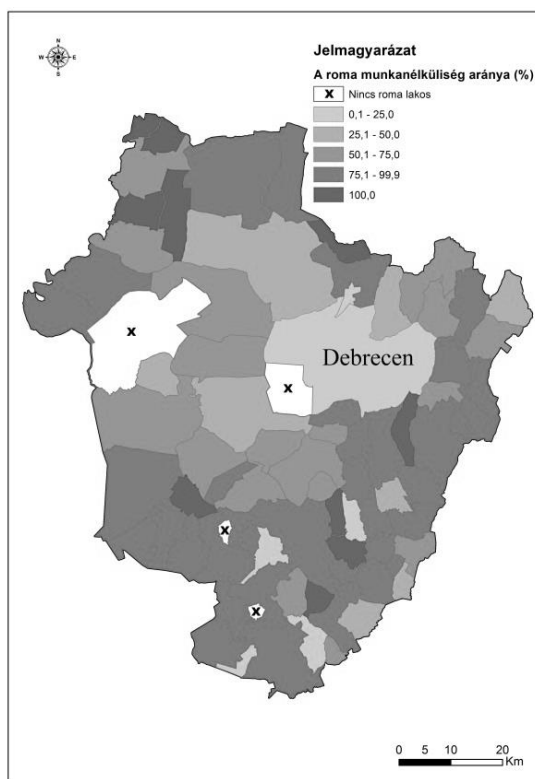 N
W E
S
Jelmagyarázat
A roma munkanélküliség aránya (%)
x Nincs roma lakos
0,1 - 25,0
25,1 - 50,0
50,1 - 75,0
75,1 - 99,9
100,0
x
Debrecen
x
x
x
0 5 10 20
Km